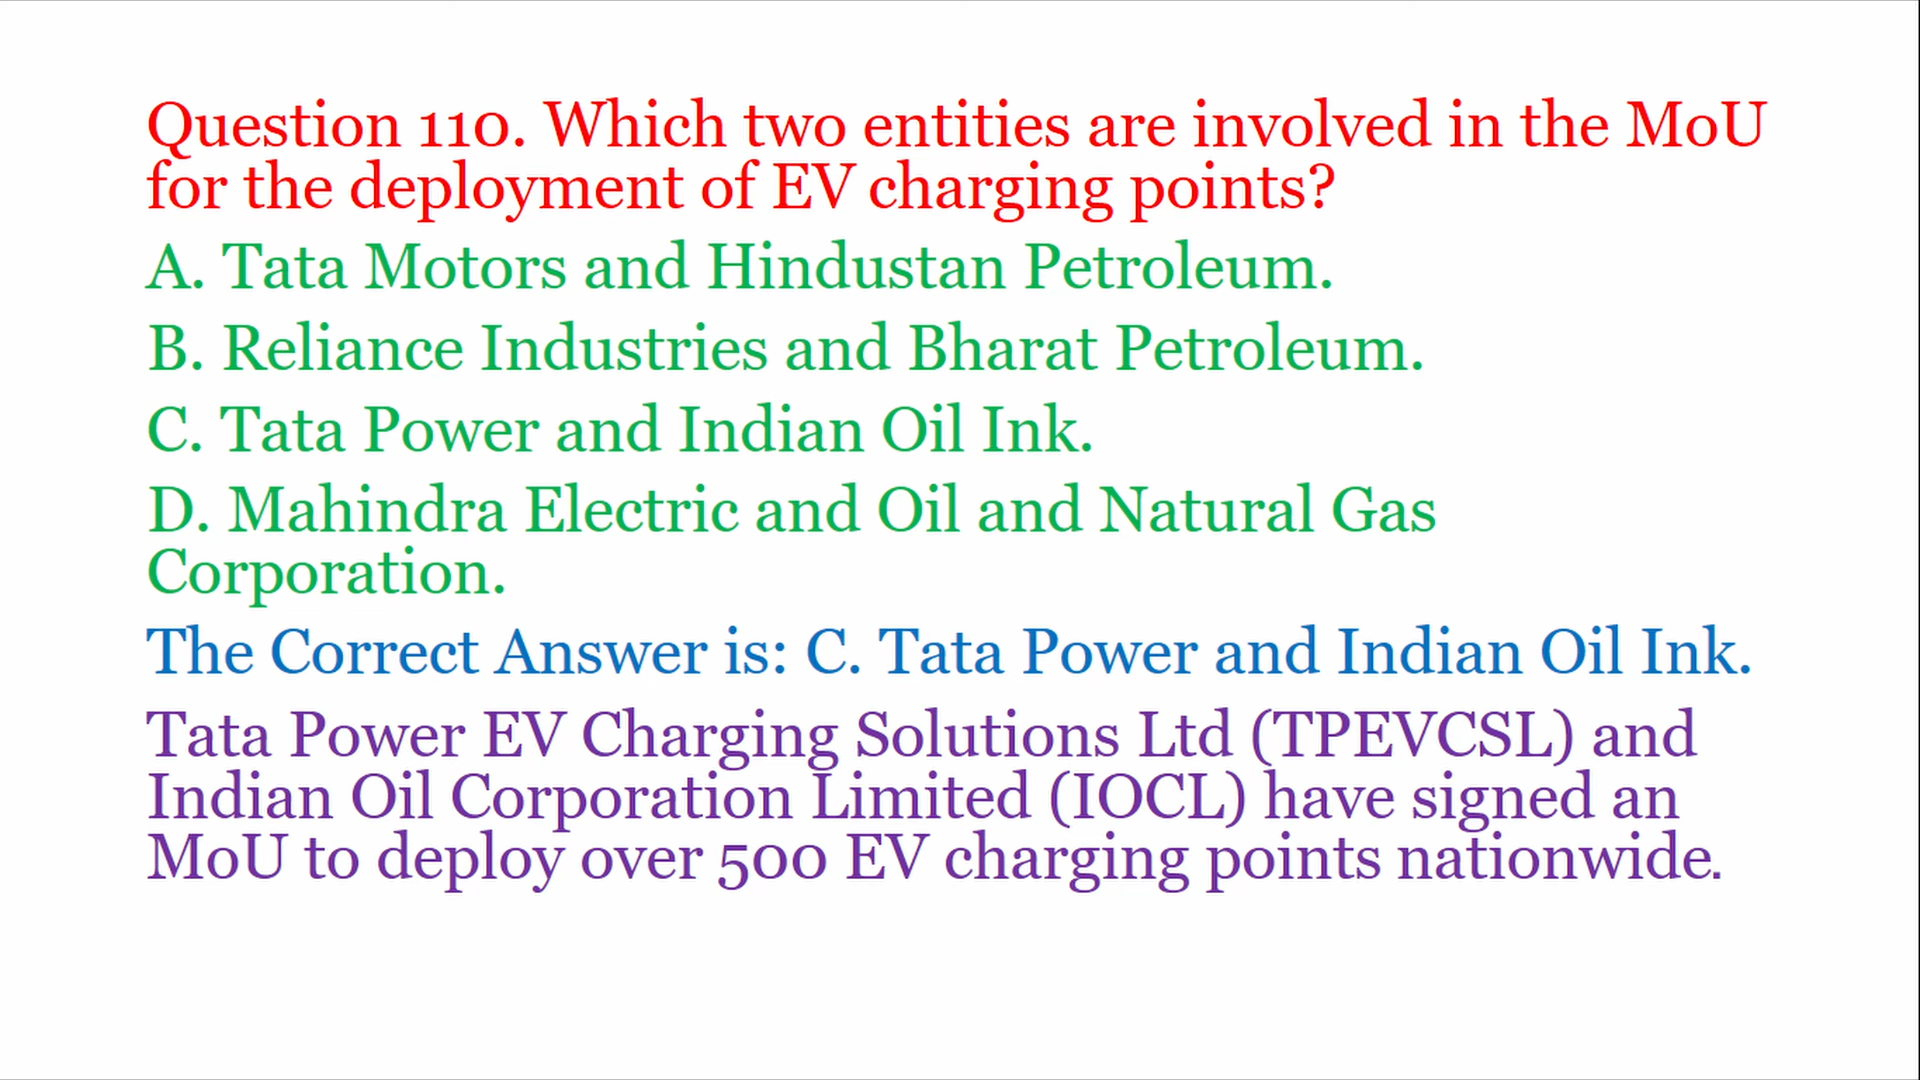 Question 110. Which two entities are involved in the MoU
for the deployment of EV charging points?
A. Tata Motors and Hindustan Petroleum.
B. Reliance Industries and Bharat Petroleum.
C. Tata Power and Indian Oil Ink.
D. Mahindra Electric and Oil and Natural Gas
Corporation.
The Correct Answer is: C. Tata Power and Indian Oil Ink.
Tata Power EV Charging Solutions Ltd (TPEVCSL) and
Indian Oil Corporation Limited (IOCL) have signed an
MoU to deploy over 500 EV charging points nationwide.